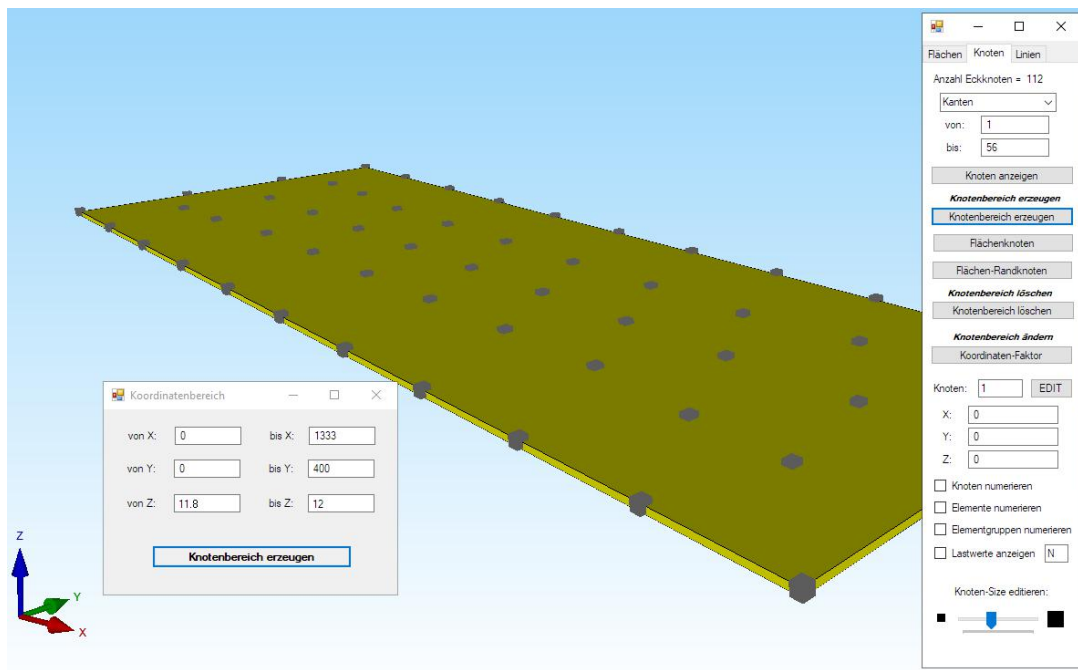 Flächen Knoten Linien
Anzahl Eckknoten = 112
Kanten
von: 1
bis: 56
Knoten anzeigen
Knotenbereich erzeugen
Knotenbereich erzeugen
Flächenknoten
Flächen-Randknoten
Knotenbereich löschen
Knotenbereich löschen
Knotenbereich ändern
Koordinaten-Faktor
Knoten: 1 EDIT
X: 0
Y: 0
Z: 0
Knoten numerieren
Elemente numerieren
Elementgruppen numerieren
Lastwerte anzeigen N
Knoten-Size editieren:
Koordinatenbereich
von X: 0 bis X: 1333
von Y: 0 bis Y: 400
von Z: 11.8 bis Z: 12
Knotenbereich erzeugen
Z
Y
X